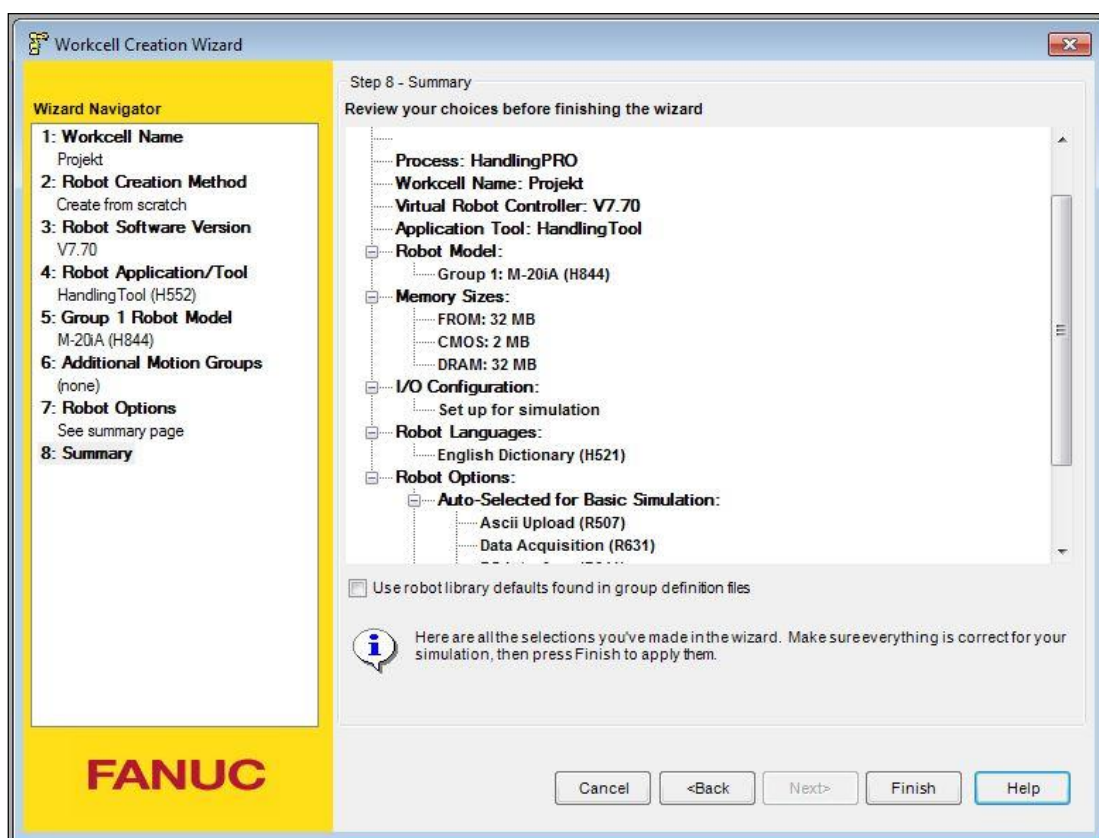 Workcell Creation Wizard
Wizard Navigator
1: Workcell Name
Projekt
2: Robot Creation Method
Create from scratch
3: Robot Software Version
V7.70
4: Robot Application/Tool
HandlingTool (H552)
5: Group 1 Robot Model
M-20iA (H844)
6: Additional Motion Groups
(none)
7: Robot Options
See summary page
8: Summary
FANUC
Step 8 - Summary
Review your choices before finishing the wizard
Process: HandlingPRO
Workcell Name: Projekt
Virtual Robot Controller: V7.70
Application Tool: HandlingTool
Robot Model:
Group 1: M-20iA (H844)
Memory Sizes:
FROM: 32 MB
CMOS: 2 MB
DRAM: 32 MB
I/O Configuration:
Set up for simulation
Robot Languages:
English Dictionary (H521)
Robot Options:
Auto-Selected for Basic Simulation:
Ascii Upload (R507)
Data Acquisition (R631)
Use robot library defaults found in group definition files
Here are all the selections you've made in the wizard. Make sure everything is correct for your
simulation, then press Finish to apply them.
Cancel
<Back
Next>
Finish
Help